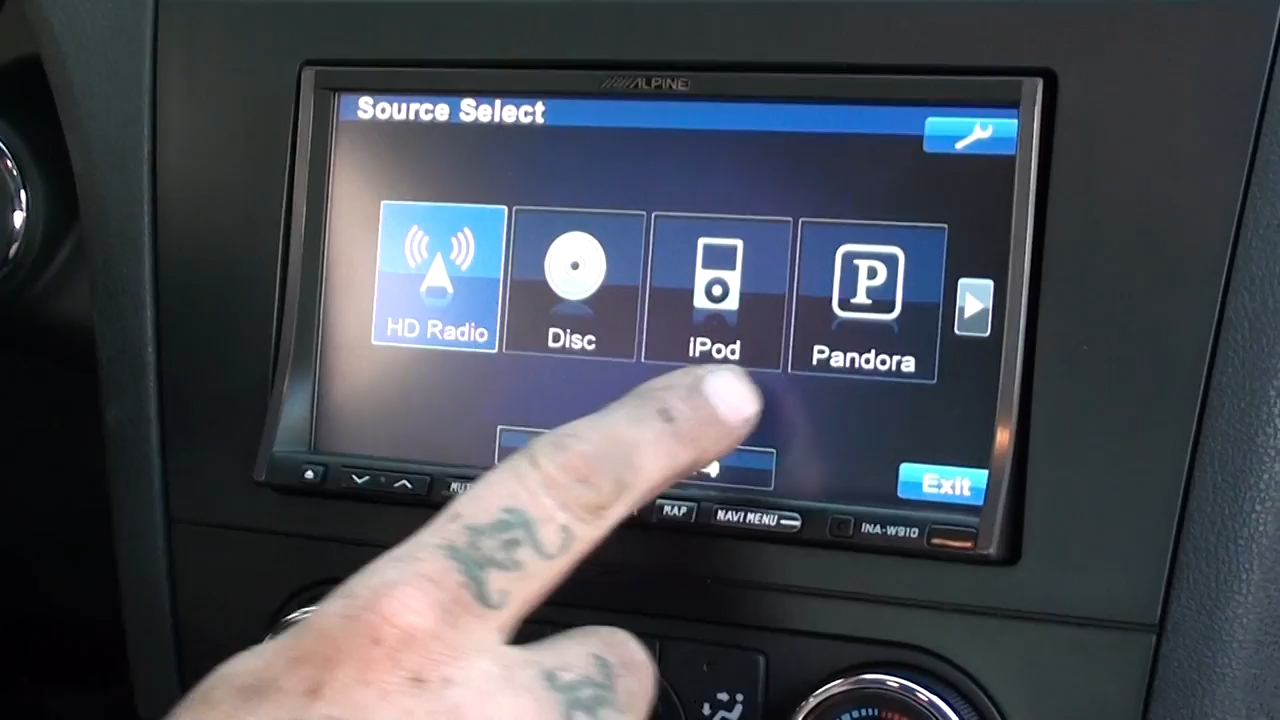 ALPINE
Source Select
HD Radio
Disc
iPod
P
Pandora
Exit
MAP
NAVI MENU
INA-W910